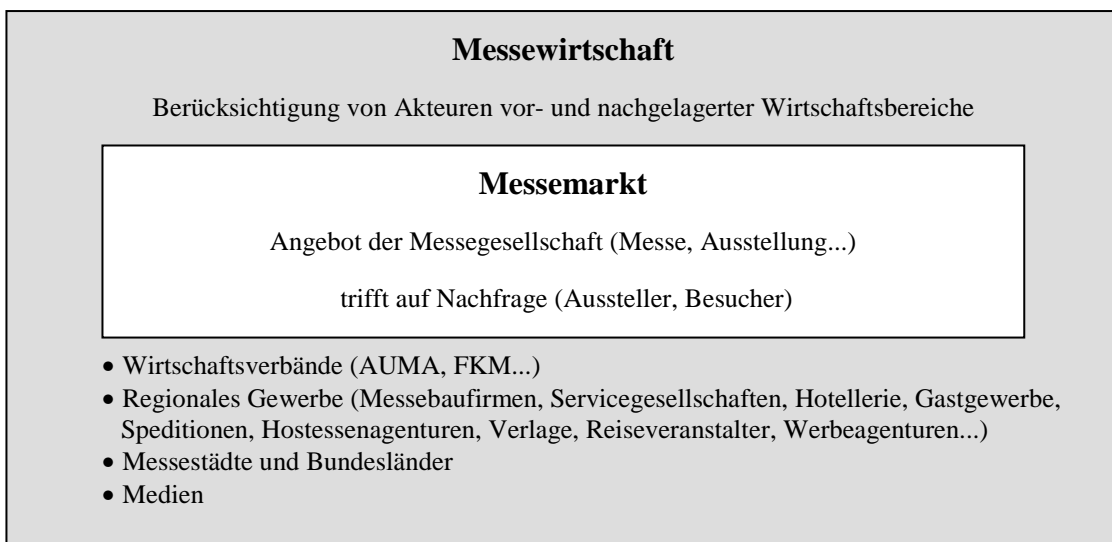 Messewirtschaft
Berücksichtigung von Akteuren vor- und nachgelagerter Wirtschaftsbereiche
Messemarkt
Angebot der Messegesellschaft (Messe, Ausstellung...)
trifft auf Nachfrage (Aussteller, Besucher)
• Wirtschaftsverbände (AUMA, FKM...)
• Regionales Gewerbe (Messebaufirmen, Servicegesellschaften, Hotellerie, Gastgewerbe,
Speditionen, Hostessenagenturen, Verlage, Reiseveranstalter, Werbeagenturen...)
• Messestädte und Bundesländer
• Medien